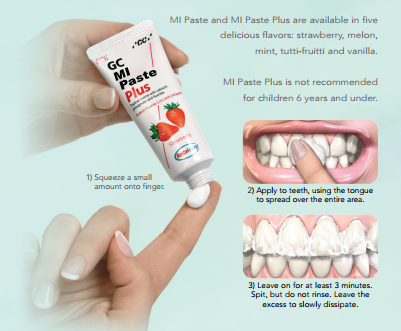 MI Paste and MI Paste Plus are available in five
delicious flavors: strawberry, melon,
mint, tutti-fruitti and vanilla.
MI Paste Plus is not recommended
for children 6 years and under.
GC
GC
MI
Paste
Plus
Strawberry
Recaldent
1) Squeeze a small
amount onto finger.
2) Apply to teeth, using the tongue
to spread over the entire area.
3) Leave on for at least 3 minutes.
Spit, but do not rinse. Leave the
excess to slowly dissipate.